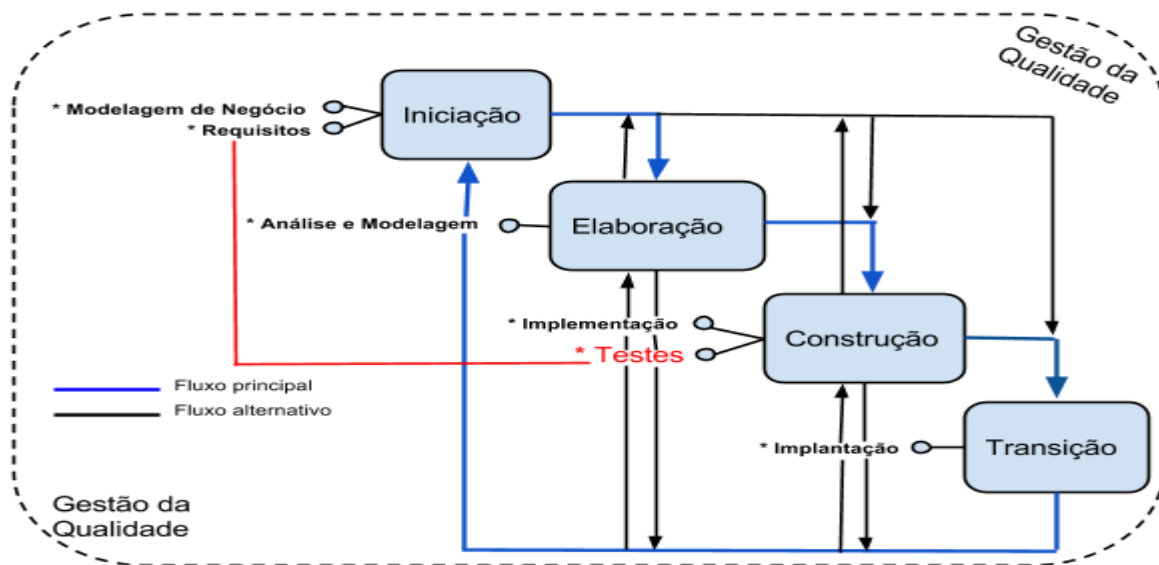 Gestão da
Qualidade
* Modelagem de Negócio
* Requisitos
Iniciação
* Análise e Modelagem
Elaboração
* Implementação
* Testes
Construção
Fluxo principal
Fluxo alternativo
* Implantação
Transição
Gestão da
Qualidade